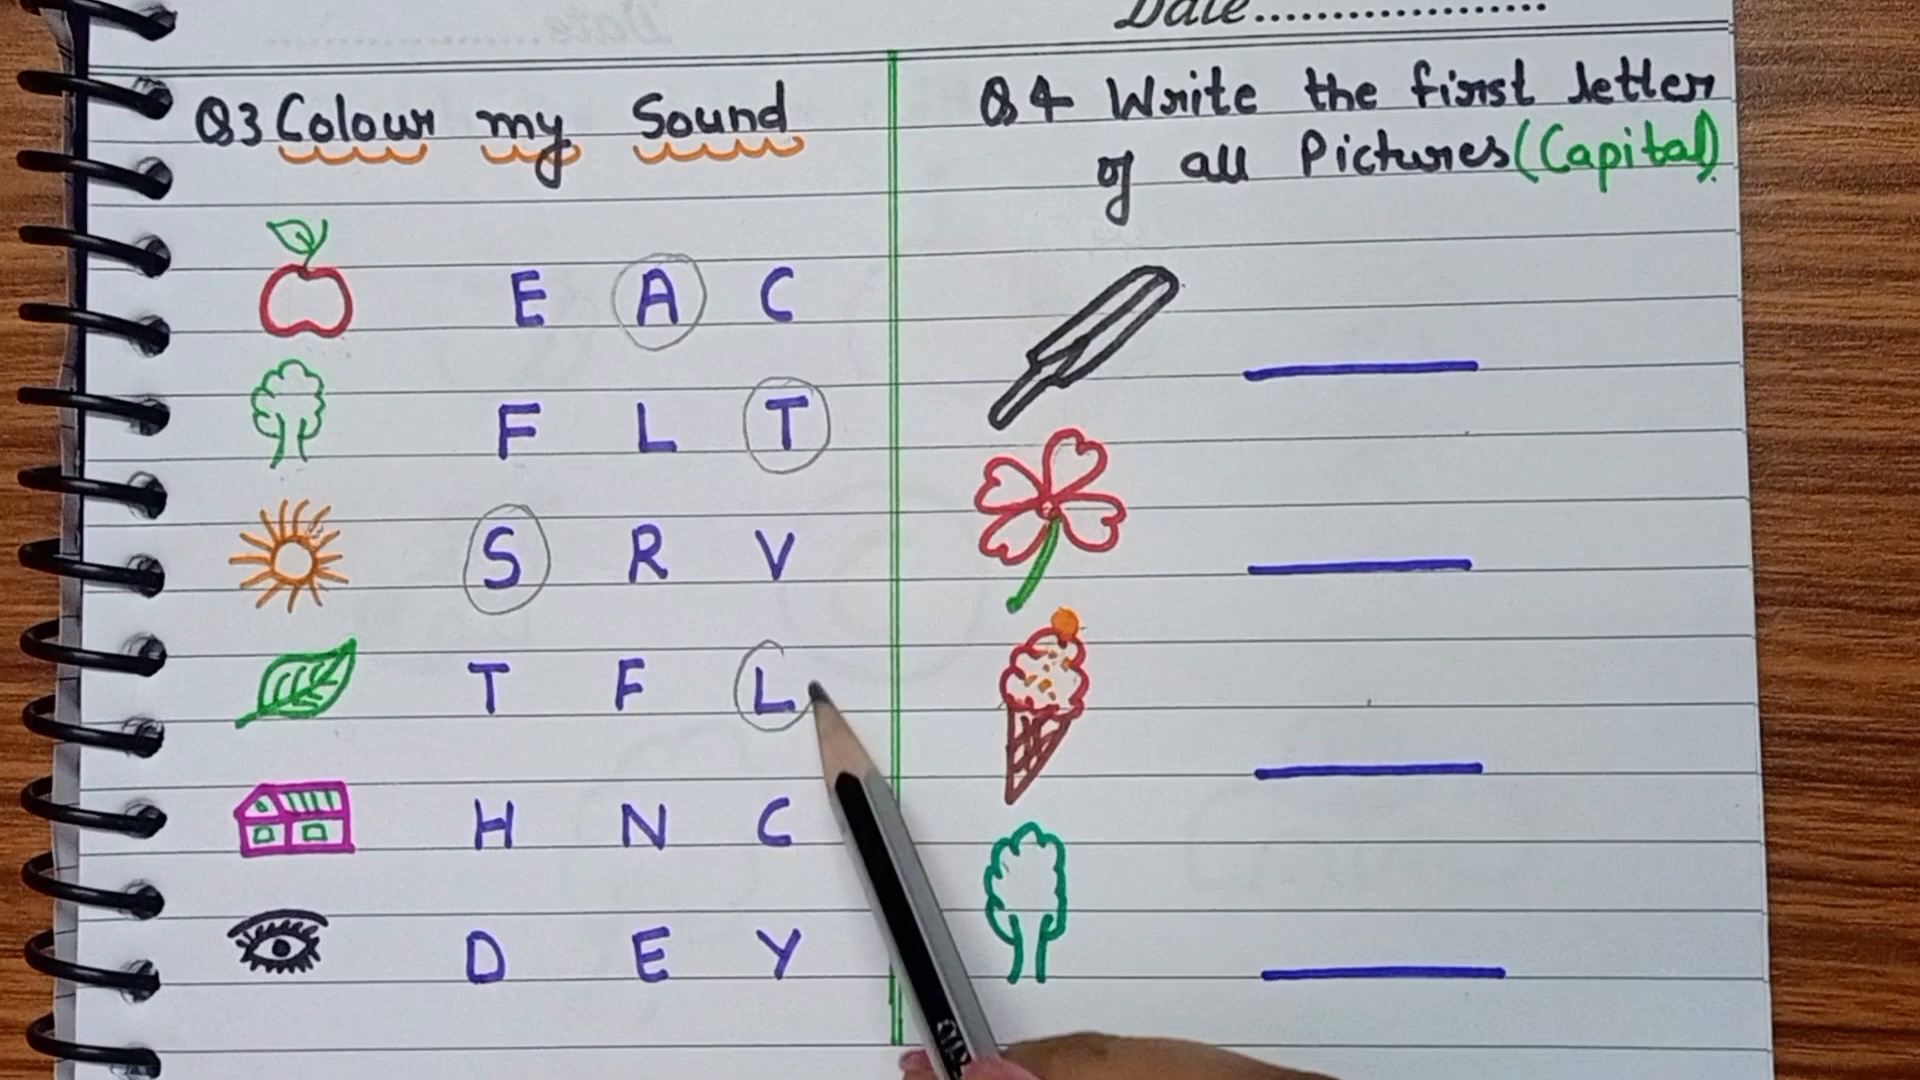 Date....................
Q3 Colour my Sound
E A C
F L T
S R V
T F L
H N C
D E Y
Q4 Write the first letter
of all Pictures (Capital).